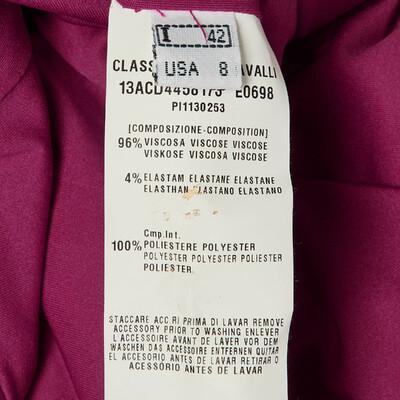 I 42
USA 8
CLASS AVALLI
13ACD4458173 E0698
PI1130253
[COMPOSIZIONE-COMPOSITION]
96% VISCOSA VISCOSE VISCOSE
VISKOSE VISCOSA VISCOSE
4% ELASTAM ELASTANE ELASTANE
ELASTHAN ELASTANO ELASTANO
Cmp.Int.
100% POLIESTERE POLYESTER
POLYESTER POLYESTER POLYESTER
POLIESTER
STACCARE ACC.RI PRIMA DI LAVAR REMOVE
ACCESSORY PRIOR TO WASHING ENLEVER
L'ACCESSOIRE AVANT DE LAVER VOR DEM
WASCHEN DAS ACCESSOIRE ENTFERNEN QUITAR
EL ACCESORIO ANTES DE LAVAR RETIRAR O
ACESSÓRIO ANTES DE LAVAR